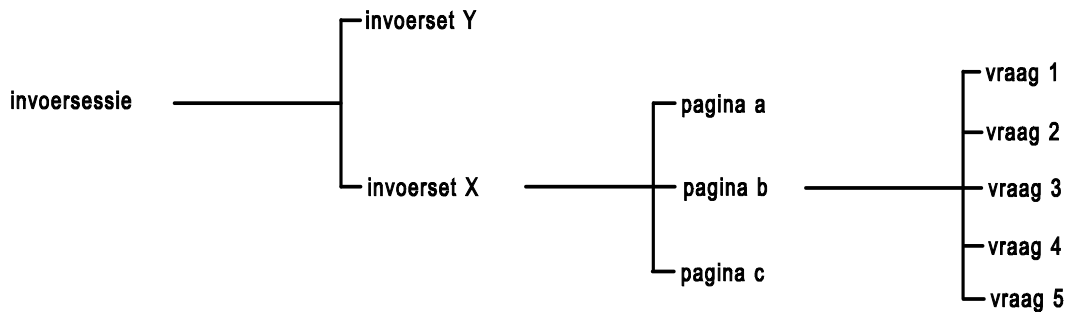 invoersessie
invoerset Y
invoerset X
pagina a
pagina b
pagina c
vraag 1
vraag 2
vraag 3
vraag 4
vraag 5